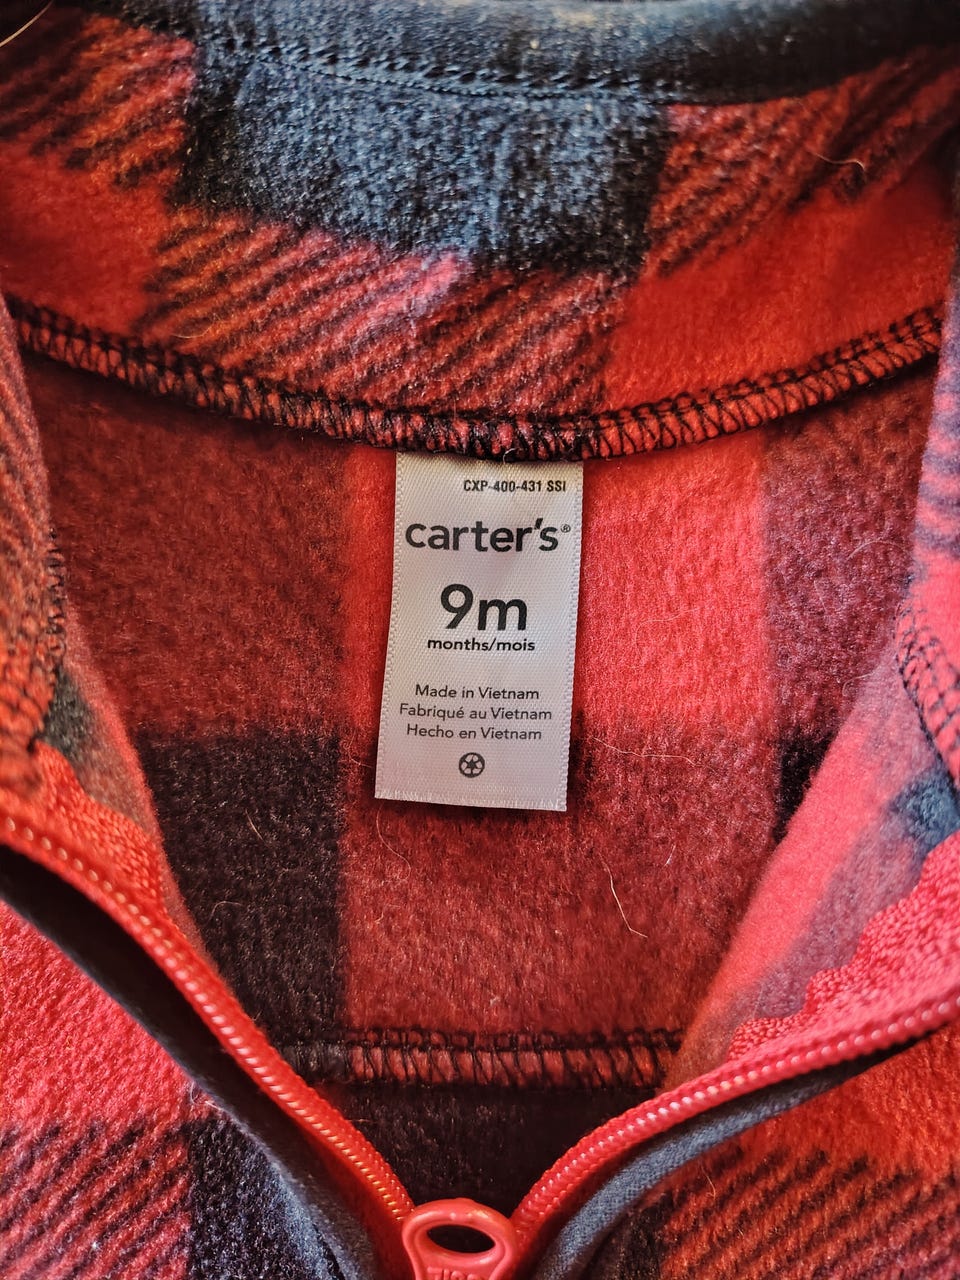 CXP-400-431 SSI
carter's®
9m
months/mois
Made in Vietnam
Fabriqué au Vietnam
Hecho en Vietnam